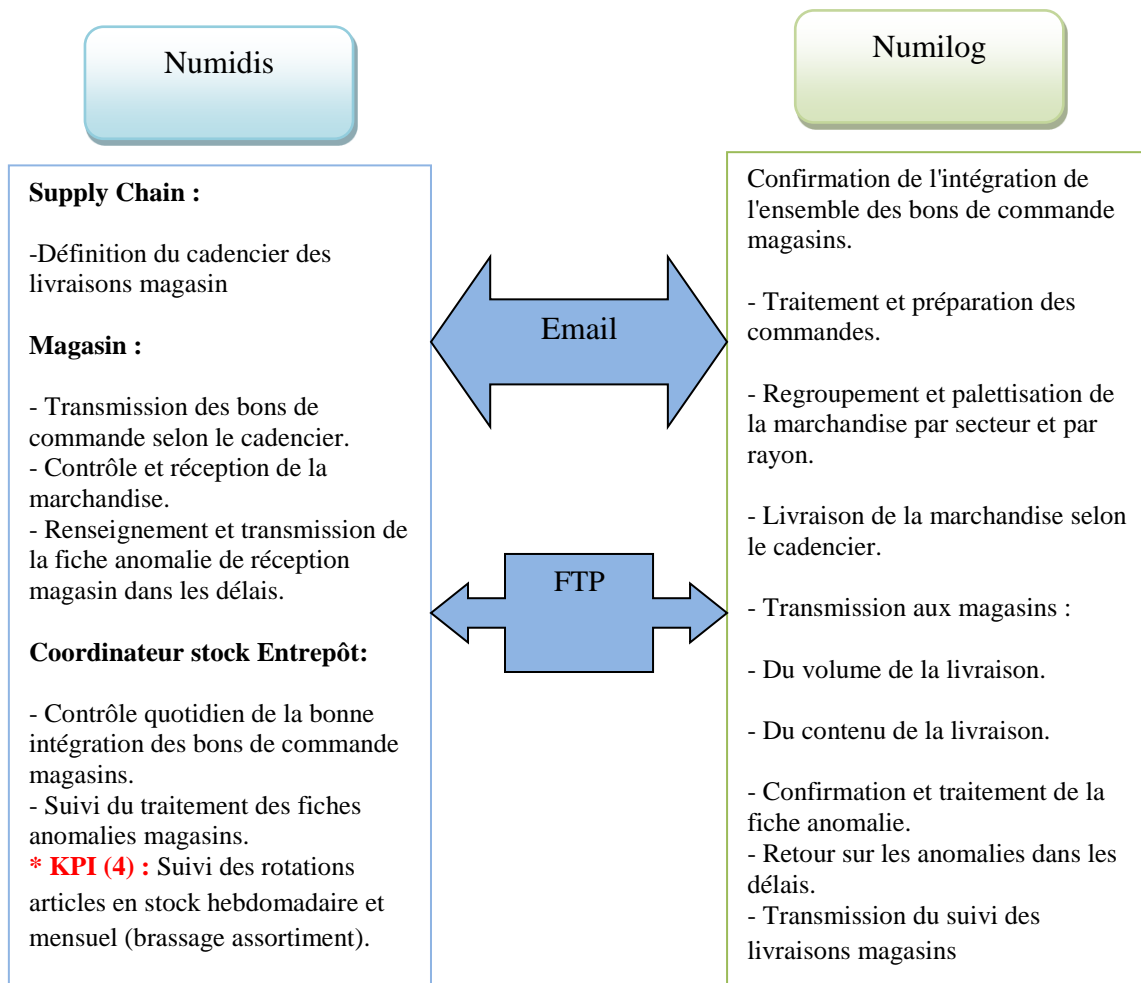 Numidis
Supply Chain :
-Définition du cadencier des
livraisons magasin
Magasin :
- Transmission des bons de
commande selon le cadencier.
- Contrôle et réception de la
marchandise.
- Renseignement et transmission de
la fiche anomalie de réception
magasin dans les délais.
Coordinateur stock Entrepôt:
- Contrôle quotidien de la bonne
intégration des bons de commande
magasins.
- Suivi du traitement des fiches
anomalies magasins.
* KPI (4) : Suivi des rotations
articles en stock hebdomadaire et
mensuel (brassage assortiment).
Email
FTP
Numilog
Confirmation de l'intégration de
l'ensemble des bons de commande
magasins.
- Traitement et préparation des
commandes.
- Regroupement et palettisation de
la marchandise par secteur et par
rayon.
- Livraison de la marchandise selon
le cadencier.
- Transmission aux magasins :
- Du volume de la livraison.
- Du contenu de la livraison.
- Confirmation et traitement de la
fiche anomalie.
- Retour sur les anomalies dans les
délais.
- Transmission du suivi des
livraisons magasins